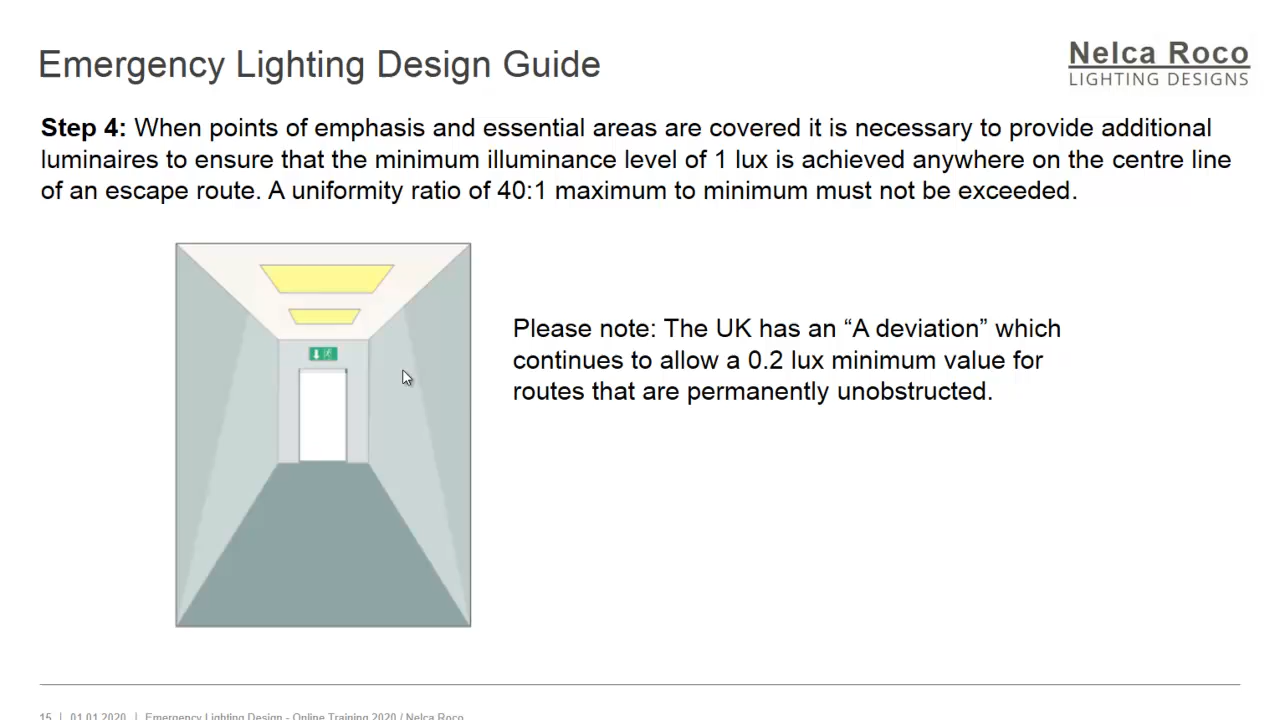 Emergency Lighting Design Guide
Nelca Roco
LIGHTING DESIGNS
Step 4: When points of emphasis and essential areas are covered it is necessary to provide additional
luminaires to ensure that the minimum illuminance level of 1 lux is achieved anywhere on the centre line
of an escape route. A uniformity ratio of 40:1 maximum to minimum must not be exceeded.
Please note: The UK has an “A deviation” which
continues to allow a 0.2 lux minimum value for
routes that are permanently unobstructed.
15 | 01.01.2020 | Emergency Lighting Design - Online Training 2020 / Nelca Roco